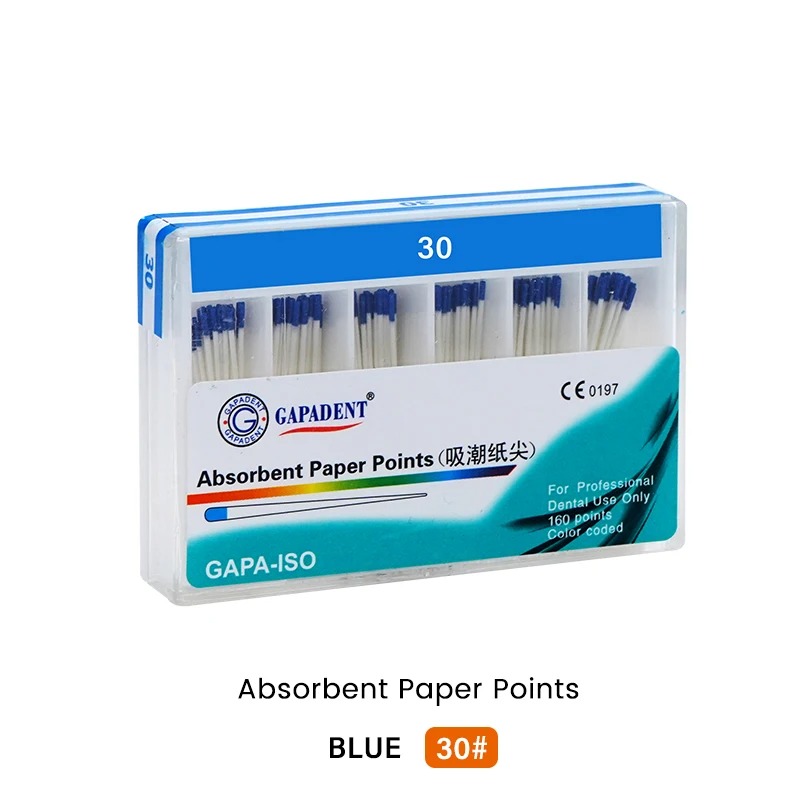 30
30
30
GAPADENT
G
GAPADENT
GAPADENT®
CE 0197
Absorbent Paper Points (吸潮纸尖)
For Professional
Dental Use Only
160 points
Color coded
GAPA-ISO
Absorbent Paper Points
BLUE 30#